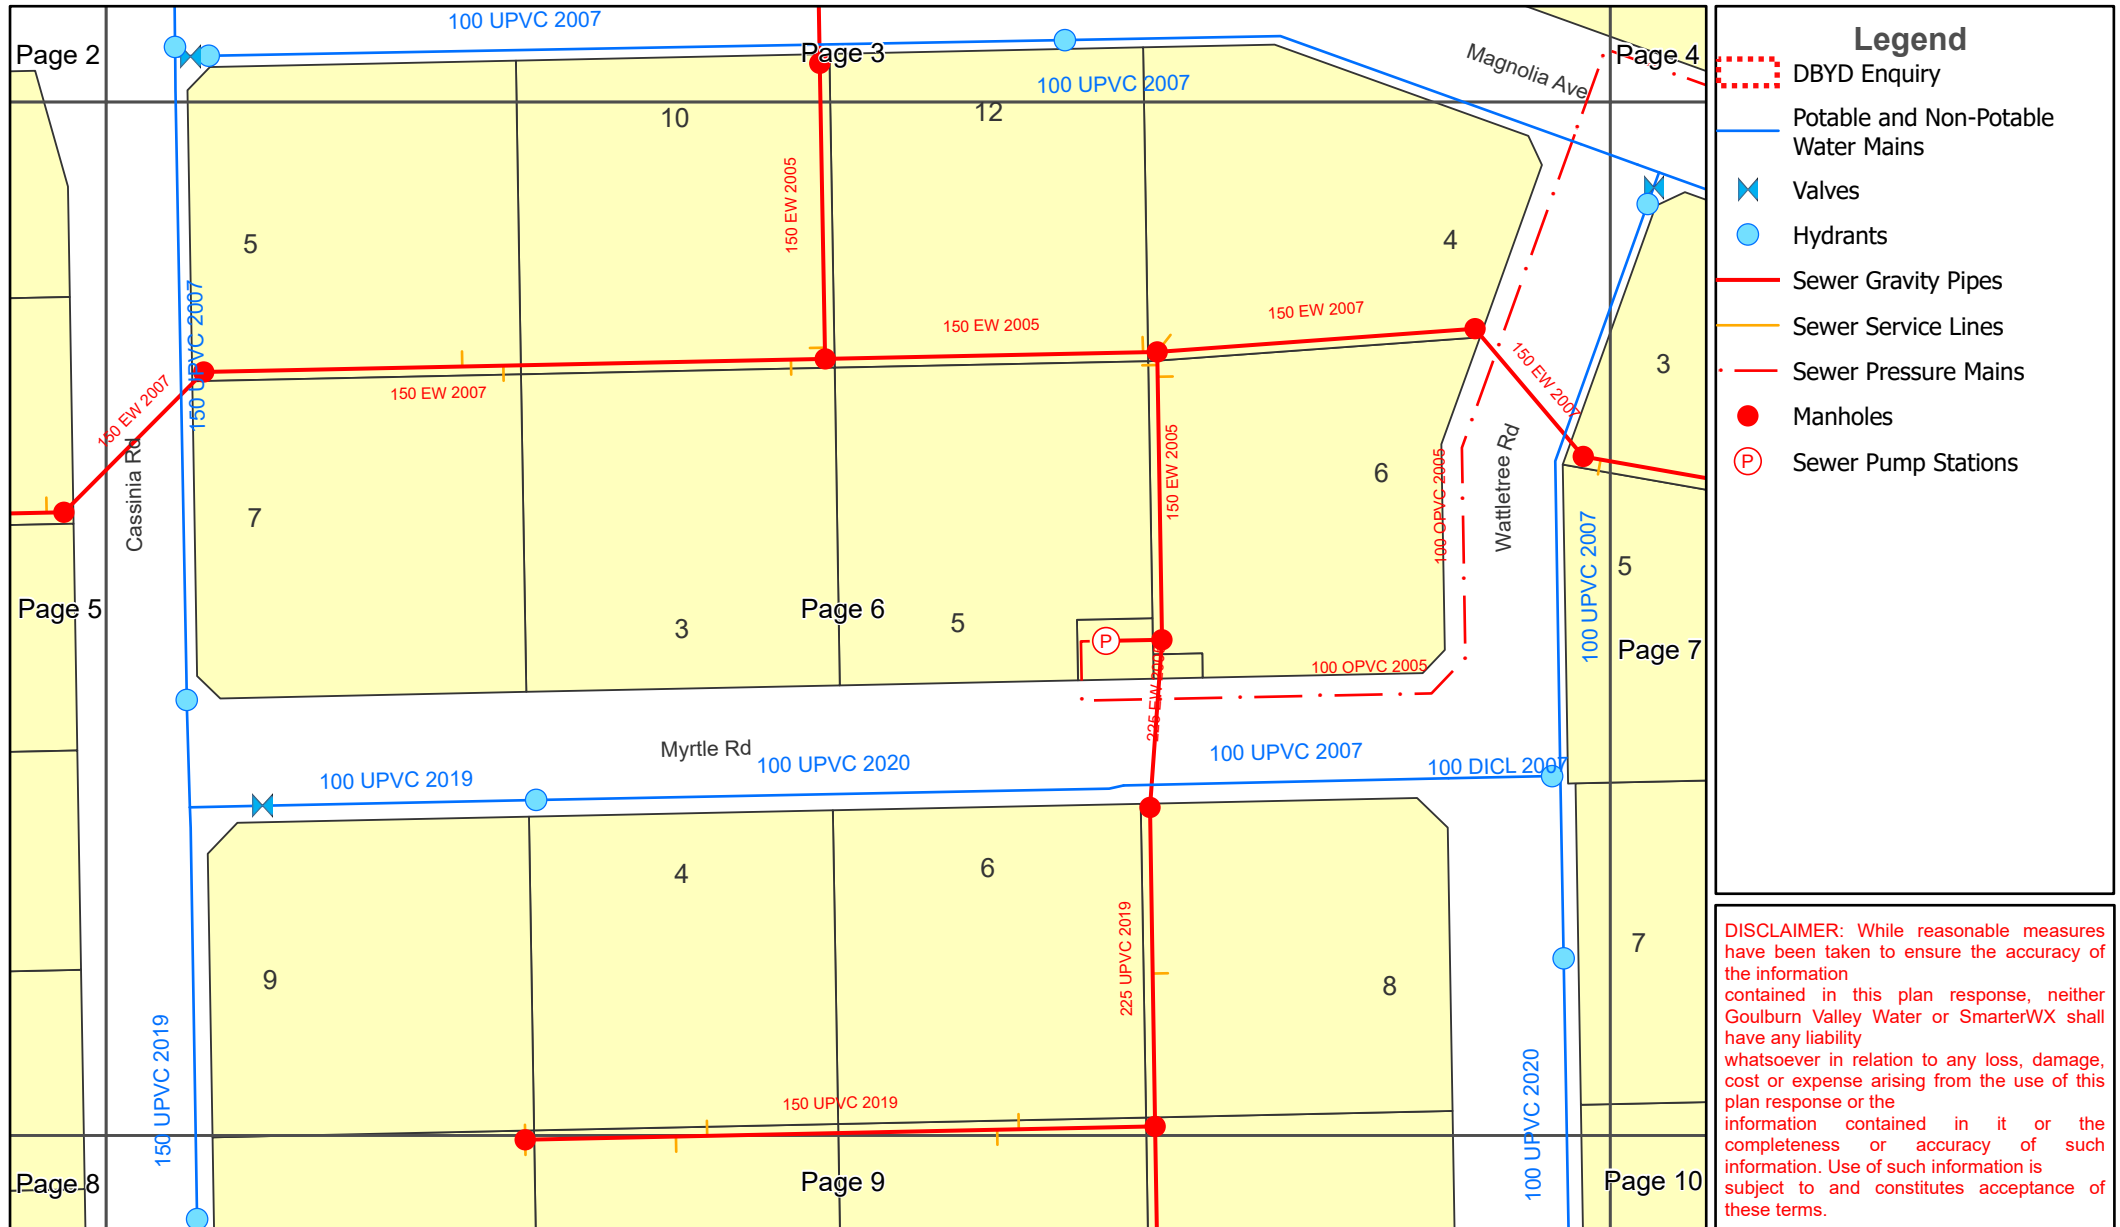 100 UPVC 2007
Page 2
Page 3
Page 4
Magnolia Ave
100 UPVC 2007
10
12
150 EW 2005
5
4
150 UPVC 2007
150 EW 2005
150 EW 2007
150 EW 2007
150 EW 2007
150 EW 2007
3
Cassinia Rd
7
150 EW 2005
6
100 OPVC 2005
Wattletree Rd
100 UPVC 2007
5
Page 5
Page 6
3
5
P
Page 7
100 OPVC 2005
225 EW
Myrtle Rd
100 UPVC 2019
100 UPVC 2020
100 UPVC 2007
100 DICL 2007
4
6
9
225 UPVC 2019
8
7
150 UPVC 2019
150 UPVC 2019
100 UPVC 2020
Page 8
Page 9
Page 10
Legend
DBYD Enquiry
Potable and Non-Potable
Water Mains
Valves
Hydrants
Sewer Gravity Pipes
Sewer Service Lines
Sewer Pressure Mains
Manholes
P
Sewer Pump Stations
DISCLAIMER: While reasonable measures
have been taken to ensure the accuracy of
the information
contained in this plan response, neither
Goulburn Valley Water or SmarterWX shall
have any liability
whatsoever in relation to any loss, damage,
cost or expense arising from the use of this
plan response or the
information contained in it or the
completeness or accuracy of such
information. Use of such information is
subject to and constitutes acceptance of
these terms.